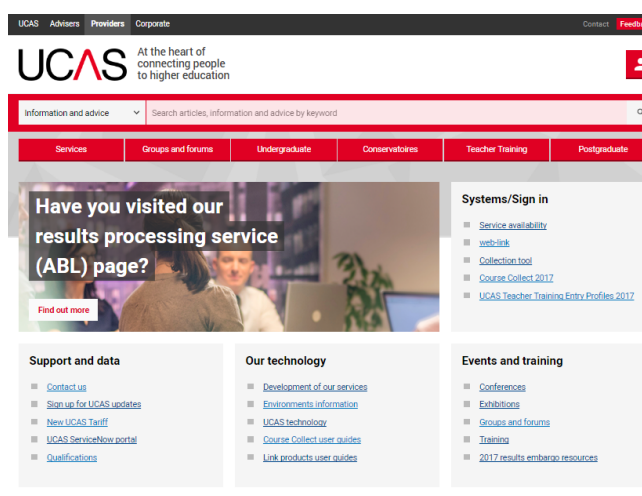 UCAS Advisers Providers Corporate Contact
UCAS
At the heart of
connecting people
to higher education
Information and advice Search articles, information and advice by keyword
Services Groups and forums Undergraduate Conservatoires Teacher Training Postgraduate
Have you visited our
results processing service
(ABL) page?
Find out more
Systems/Sign in
Service availability
web-link
Collection tool
Course Collect 2017
UCAS Teacher Training Entry Profiles 2017
Support and data
Contact us
Sign up for UCAS updates
New UCAS Tariff
UCAS ServiceNow portal
Qualifications
Our technology
Development of our services
Environments information
UCAS technology
Course Collect user guides
Link products user guides
Events and training
Conferences
Exhibitions
Groups and forums
Training
2017 results embargo resources